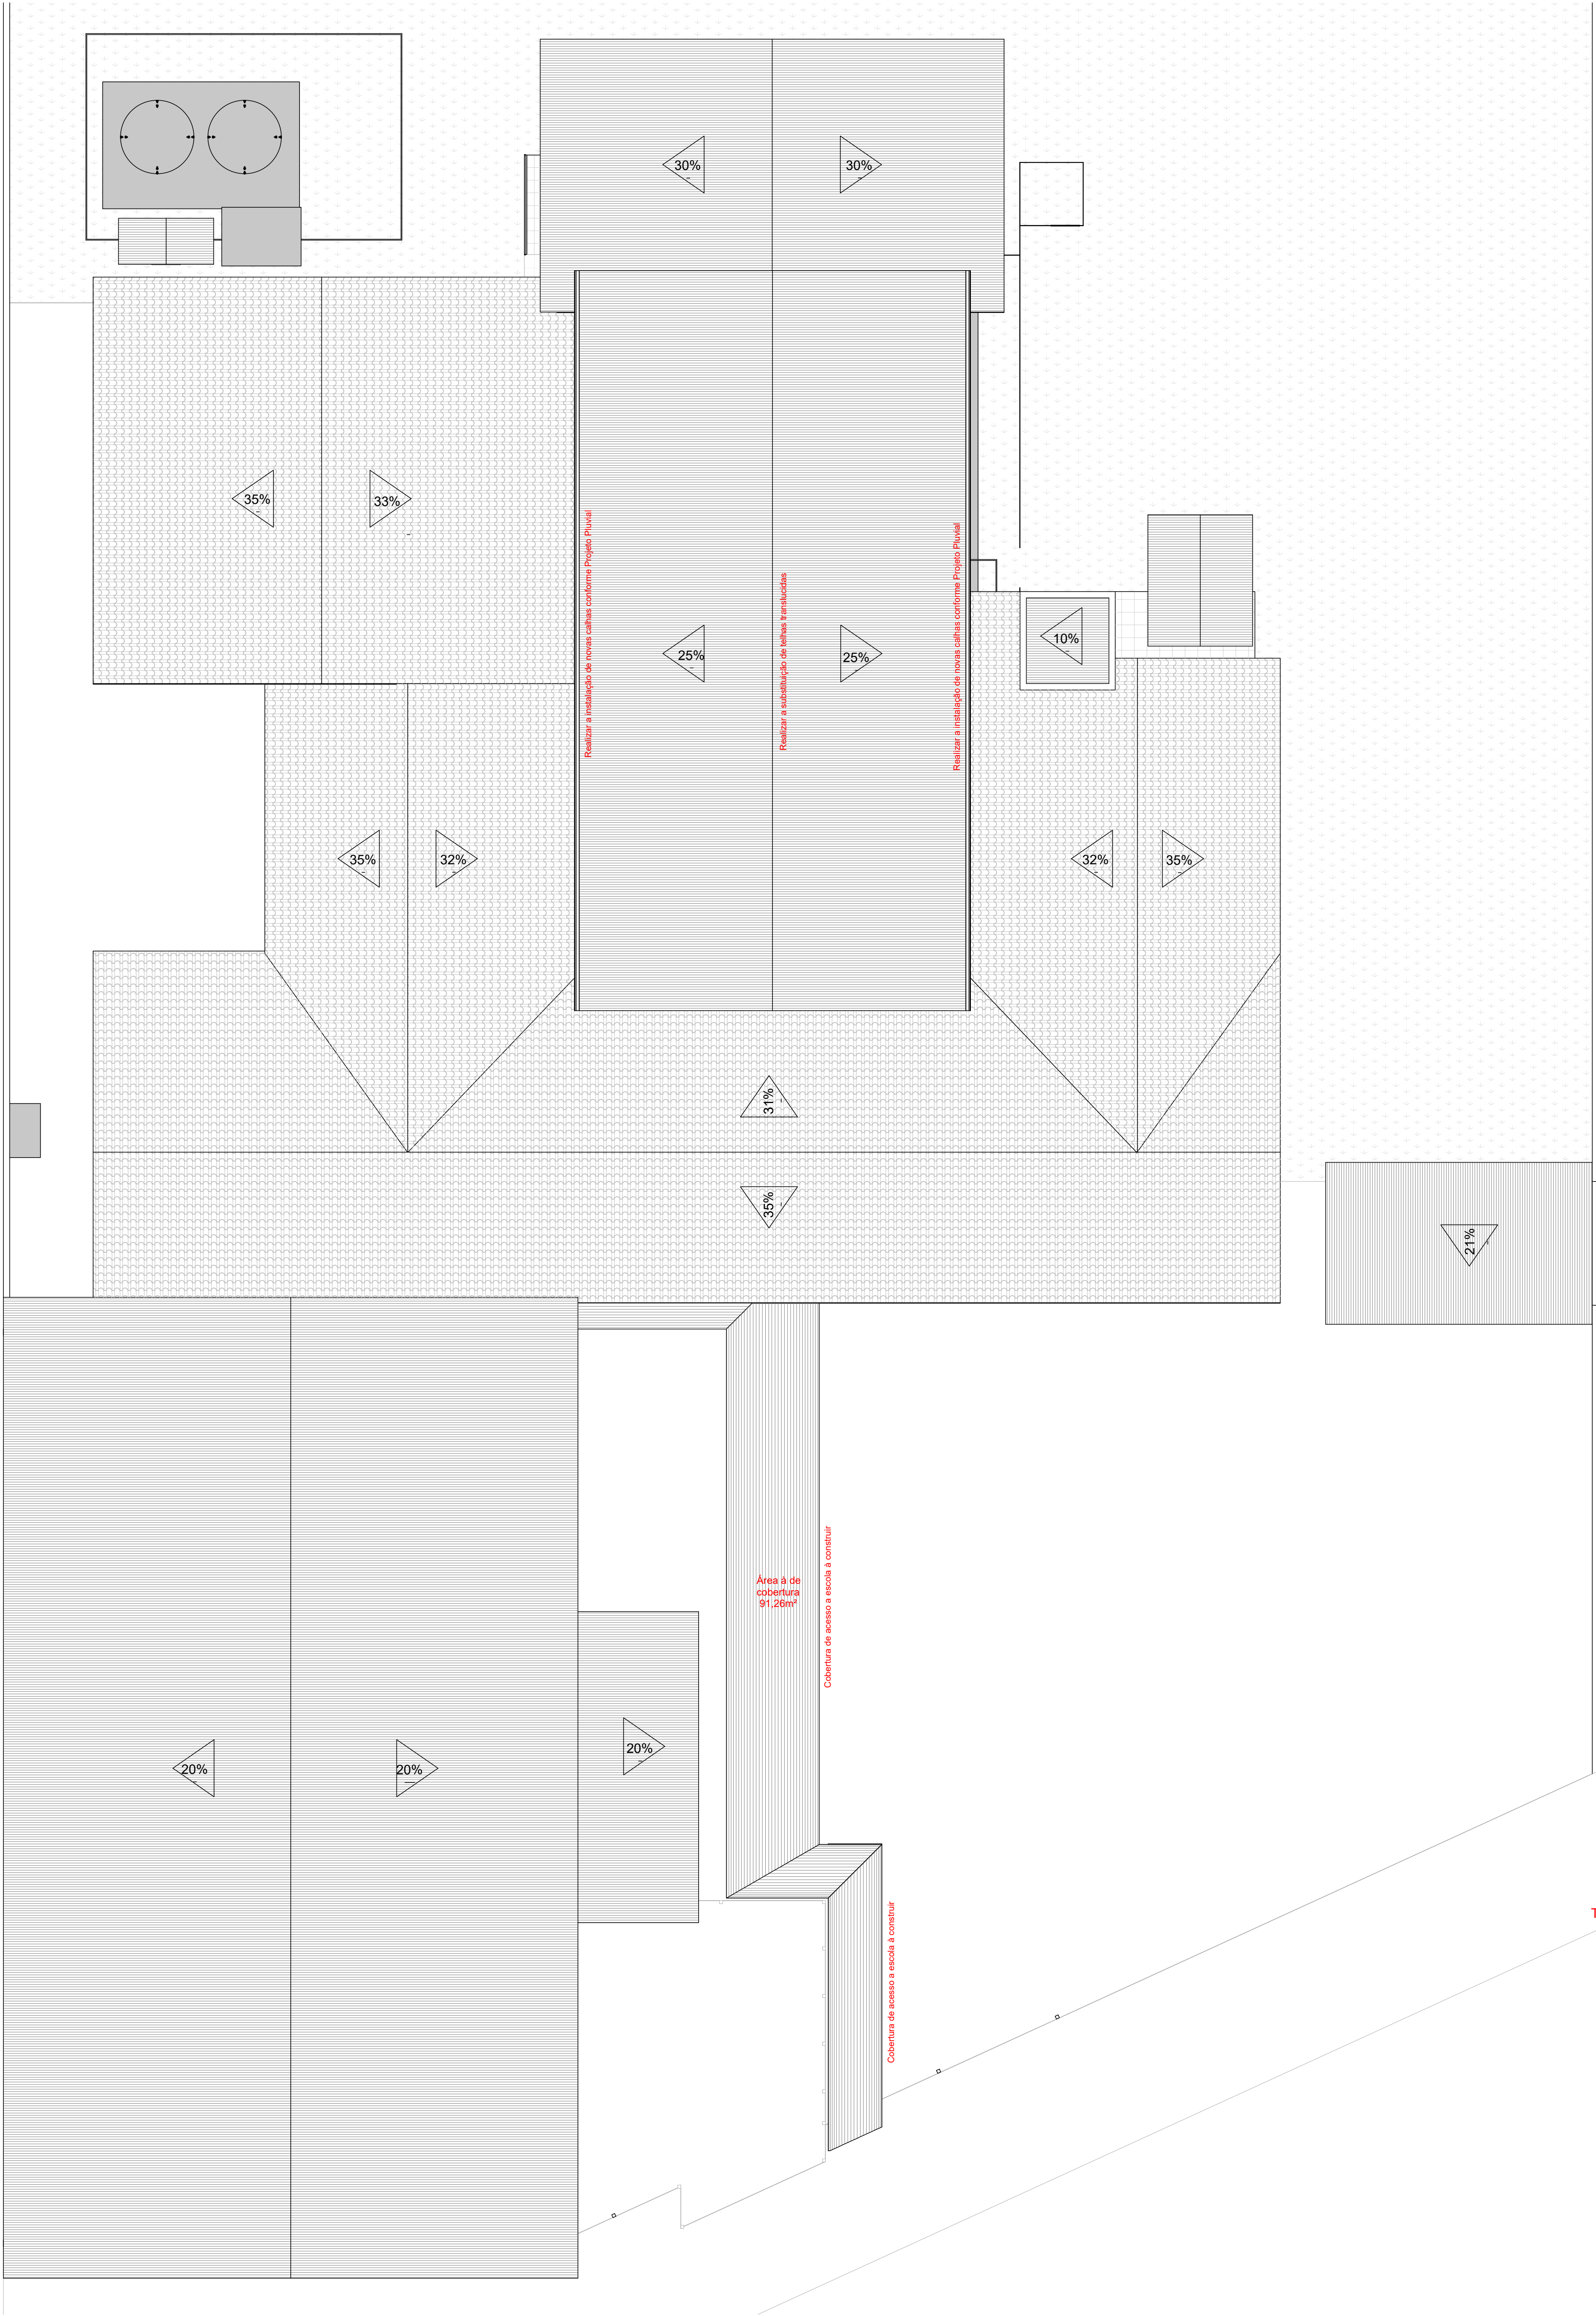 30%
30%
35%
33%
Realizar a instalação de novas calhas conforme Projeto Pluvial
Realizar a substituição de telhas translucidas
Realizar a instalação de novas calhas conforme Projeto Pluvial
25%
25%
10%
35%
32%
32%
35%
31%
35%
21%
Área à de
cobertura
91,26m²
Cobertura de acesso a escola à construir
20%
20%
20%
Cobertura de acesso a escola à construir
T